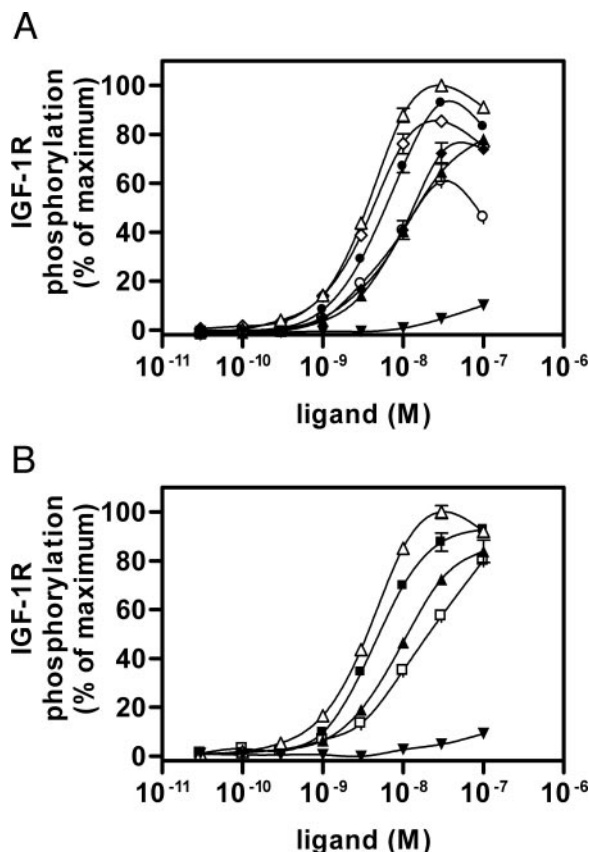 A
IGF-1R
phosphorylation
(% of maximum)
100
80
60
40
20
0
10⁻¹¹ 10⁻¹⁰ 10⁻⁹ 10⁻⁸ 10⁻⁷ 10⁻⁶
ligand (M)
B
IGF-1R
phosphorylation
(% of maximum)
100
80
60
40
20
0
10⁻¹¹ 10⁻¹⁰ 10⁻⁹ 10⁻⁸ 10⁻⁷ 10⁻⁶
ligand (M)